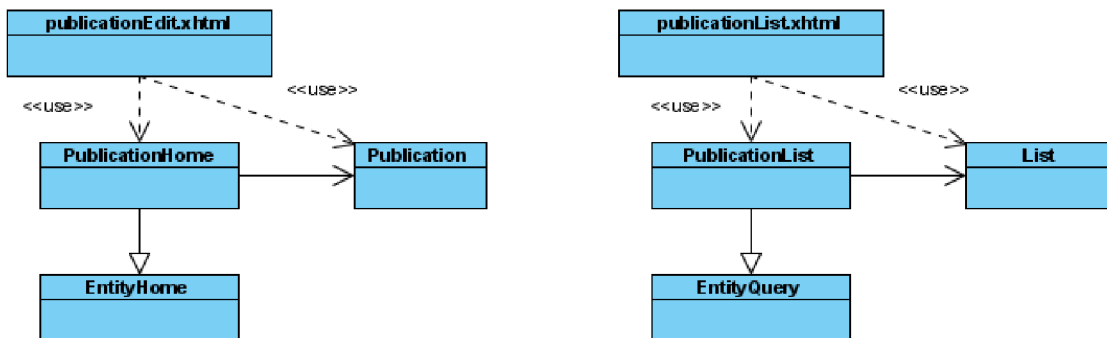 publicationEdit.xhtml
publicationList.xhtml
<<use>>
<<use>>
<<use>>
<<use>>
PublicationHome
Publication
PublicationList
List
EntityHome
EntityQuery